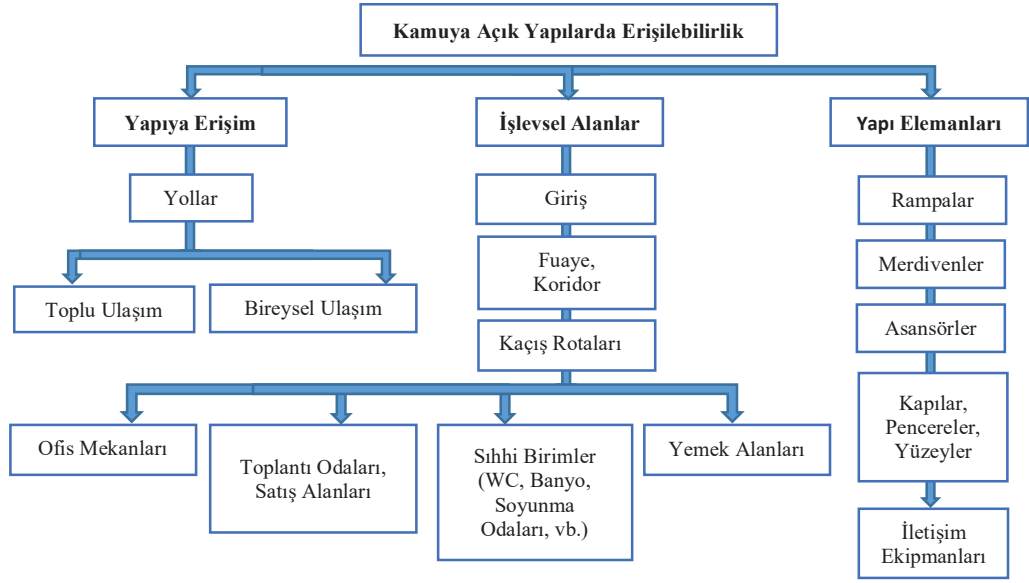 Kamuya Açık Yapılarda Erişilebilirlik
Yapıya Erişim
İşlevsel Alanlar
Yapı Elemanları
Yollar
Toplu Ulaşım
Bireysel Ulaşım
Giriş
Fuaye,
Koridor
Kaçış Rotaları
Ofis Mekanları
Toplantı Odaları,
Satış Alanları
Sıhhi Birimler
(WC, Banyo,
Soyunma
Odaları, vb.)
Yemek Alanları
Rampalar
Merdivenler
Asansörler
Kapılar,
Pencereler,
Yüzeyler
İletişim
Ekipmanları